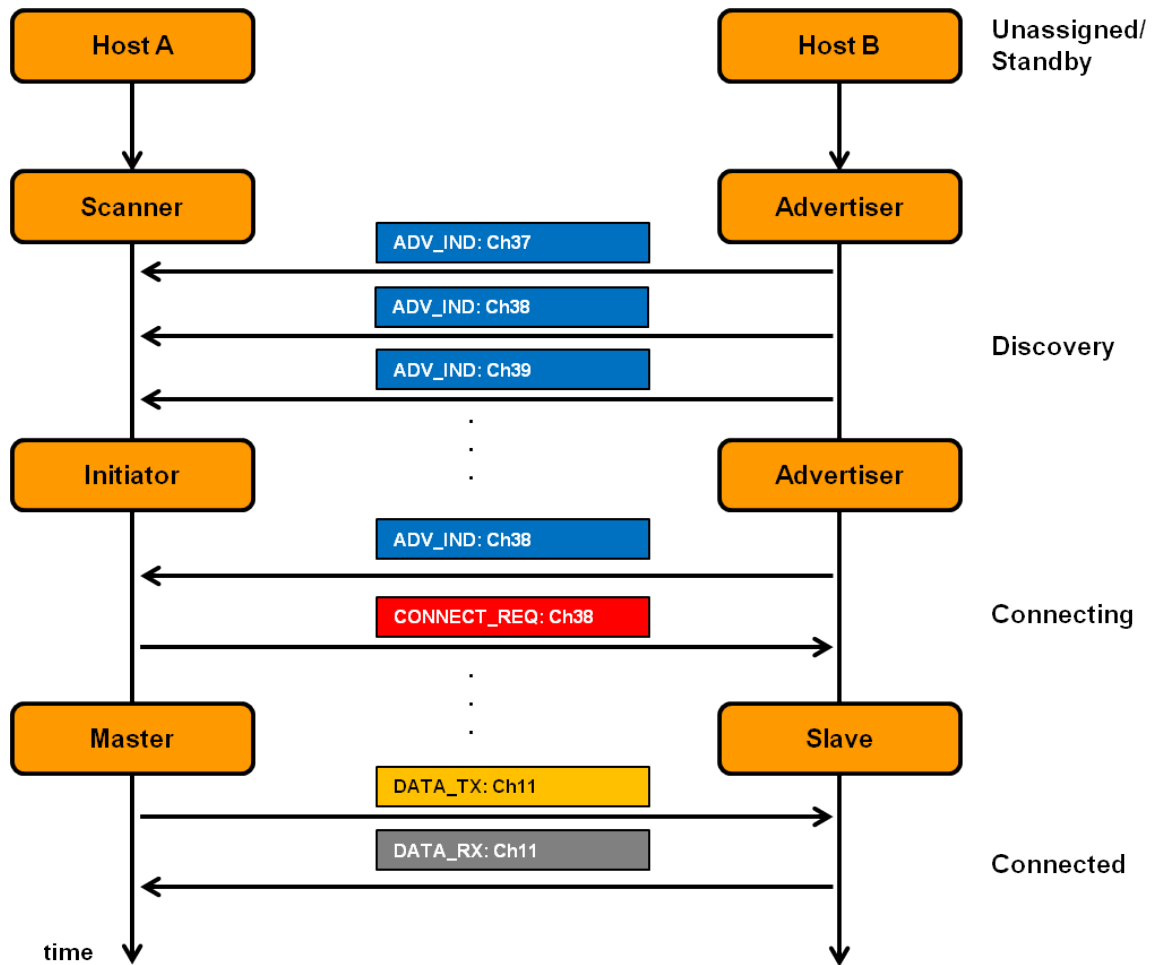 Host A
Host B
Unassigned/
Standby
Scanner
Advertiser
ADV_IND: Ch37
ADV_IND: Ch38
Discovery
ADV_IND: Ch39
Initiator
Advertiser
ADV_IND: Ch38
CONNECT_REQ: Ch38
Connecting
Master
Slave
DATA_TX: Ch11
DATA_RX: Ch11
Connected
time